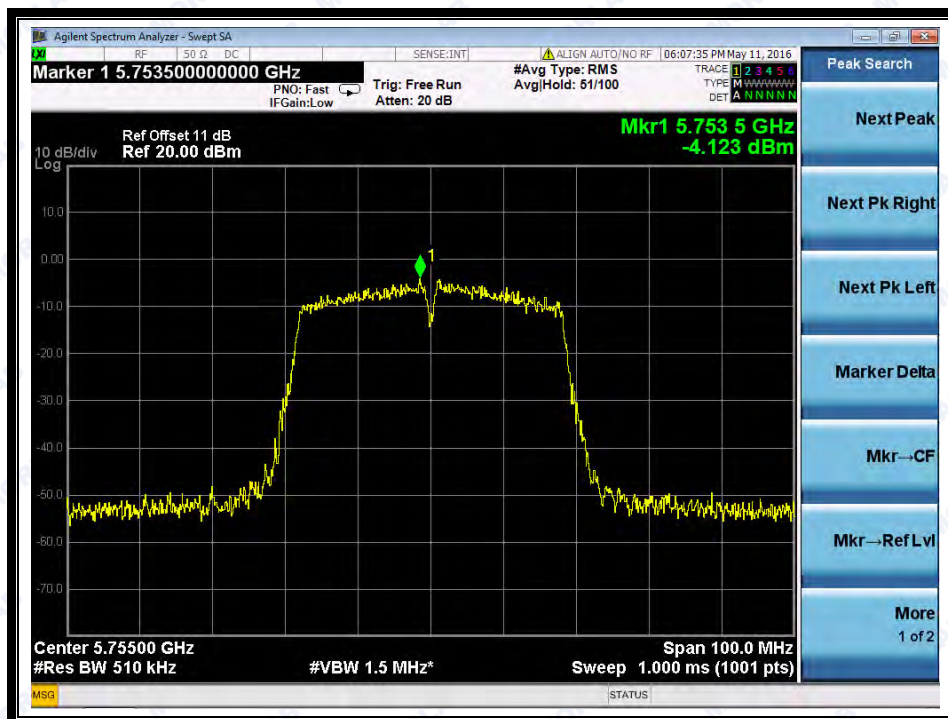 Agilent Spectrum Analyzer - Swept SA
LXI RF 50 Ω DC SENSE:INT ALIGN AUTO/NO RF 06:07:35 PM May 11, 2016
Marker 1 5.753500000000 GHz
PNO: Fast
IFGain:Low
Trig: Free Run
Atten: 20 dB
#Avg Type: RMS
Avg|Hold: 51/100
TRACE 1 2 3 4 5 6
TYPE M WWWWW
DET A N N N N N
Ref Offset 11 dB
10 dB/div Ref 20.00 dBm
Log
Mkr1 5.753 5 GHz
-4.123 dBm
10.0
0.00
-10.0
-20.0
-30.0
-40.0
-50.0
-60.0
-70.0
1
Center 5.75500 GHz
Span 100.0 MHz
#Res BW 510 kHz
#VBW 1.5 MHz*
Sweep 1.000 ms (1001 pts)
MSG
STATUS
Peak Search
Next Peak
Next Pk Right
Next Pk Left
Marker Delta
Mkr→CF
Mkr→Ref Lvl
More
1 of 2